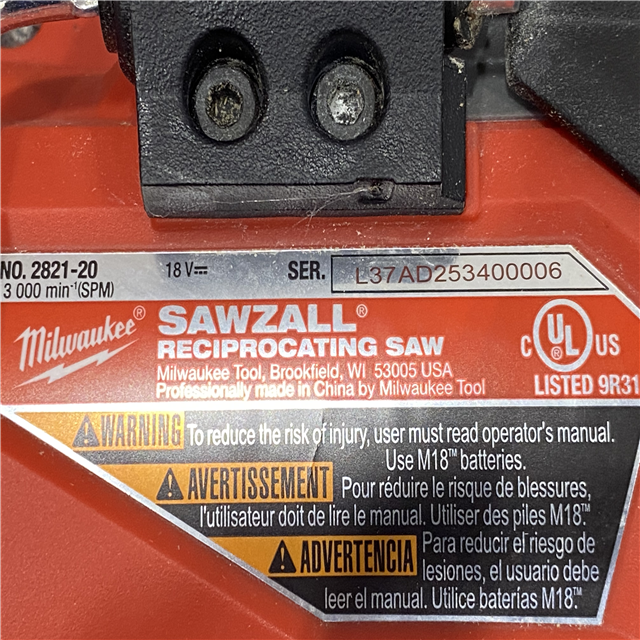 NO. 2821-20 18 V⎓ SER. L37AD253400006
3 000 min⁻¹(SPM)
Milwaukee® SAWZALL®
RECIPROCATING SAW
Milwaukee Tool, Brookfield, WI 53005 USA
Professionally made in China by Milwaukee Tool
C UL® US
LISTED 9R31
WARNING To reduce the risk of injury, user must read operator's manual.
Use M18™ batteries.
AVERTISSEMENT Pour réduire le risque de blessures,
l'utilisateur doit de lire le manual. Utiliser des piles M18™.
ADVERTENCIA Para reducir el riesgo de
lesiones, el usuario debe
leer el manual. Utilice baterías M18™.